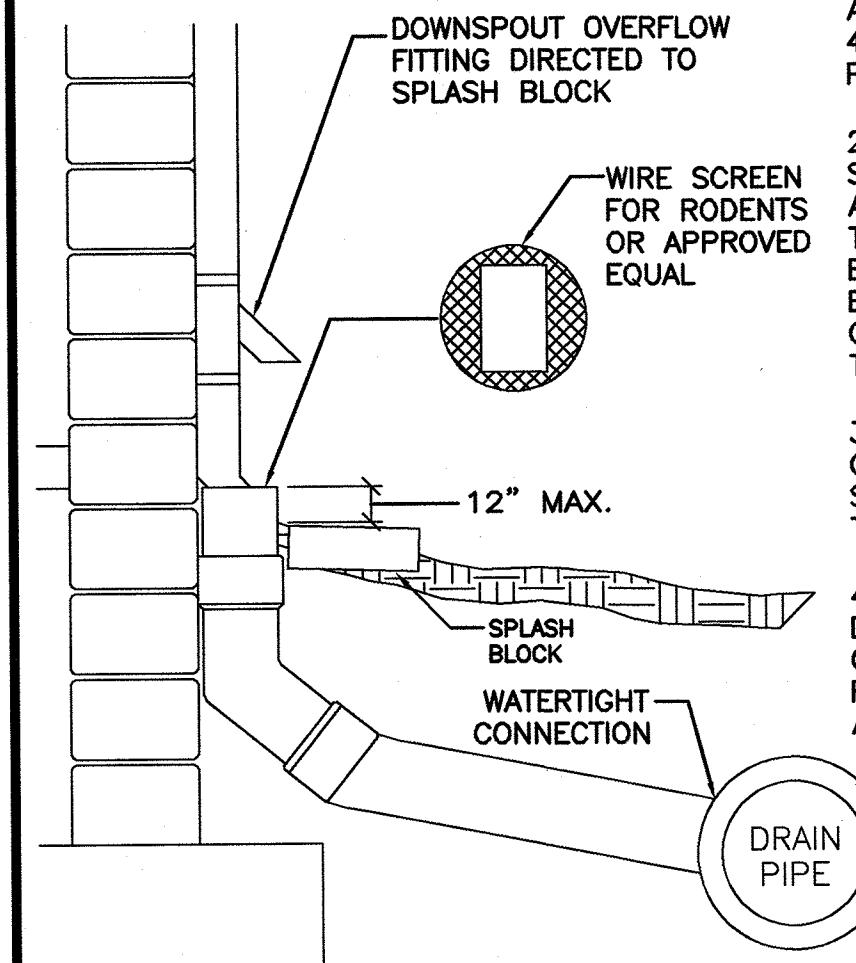 DOWNSPOUT OVERFLOW
FITTING DIRECTED TO
SPLASH BLOCK
WIRE SCREEN
FOR RODENTS
OR APPROVED
EQUAL
12" MAX.
SPLASH
BLOCK
WATERTIGHT
CONNECTION
DRAIN
PIPE